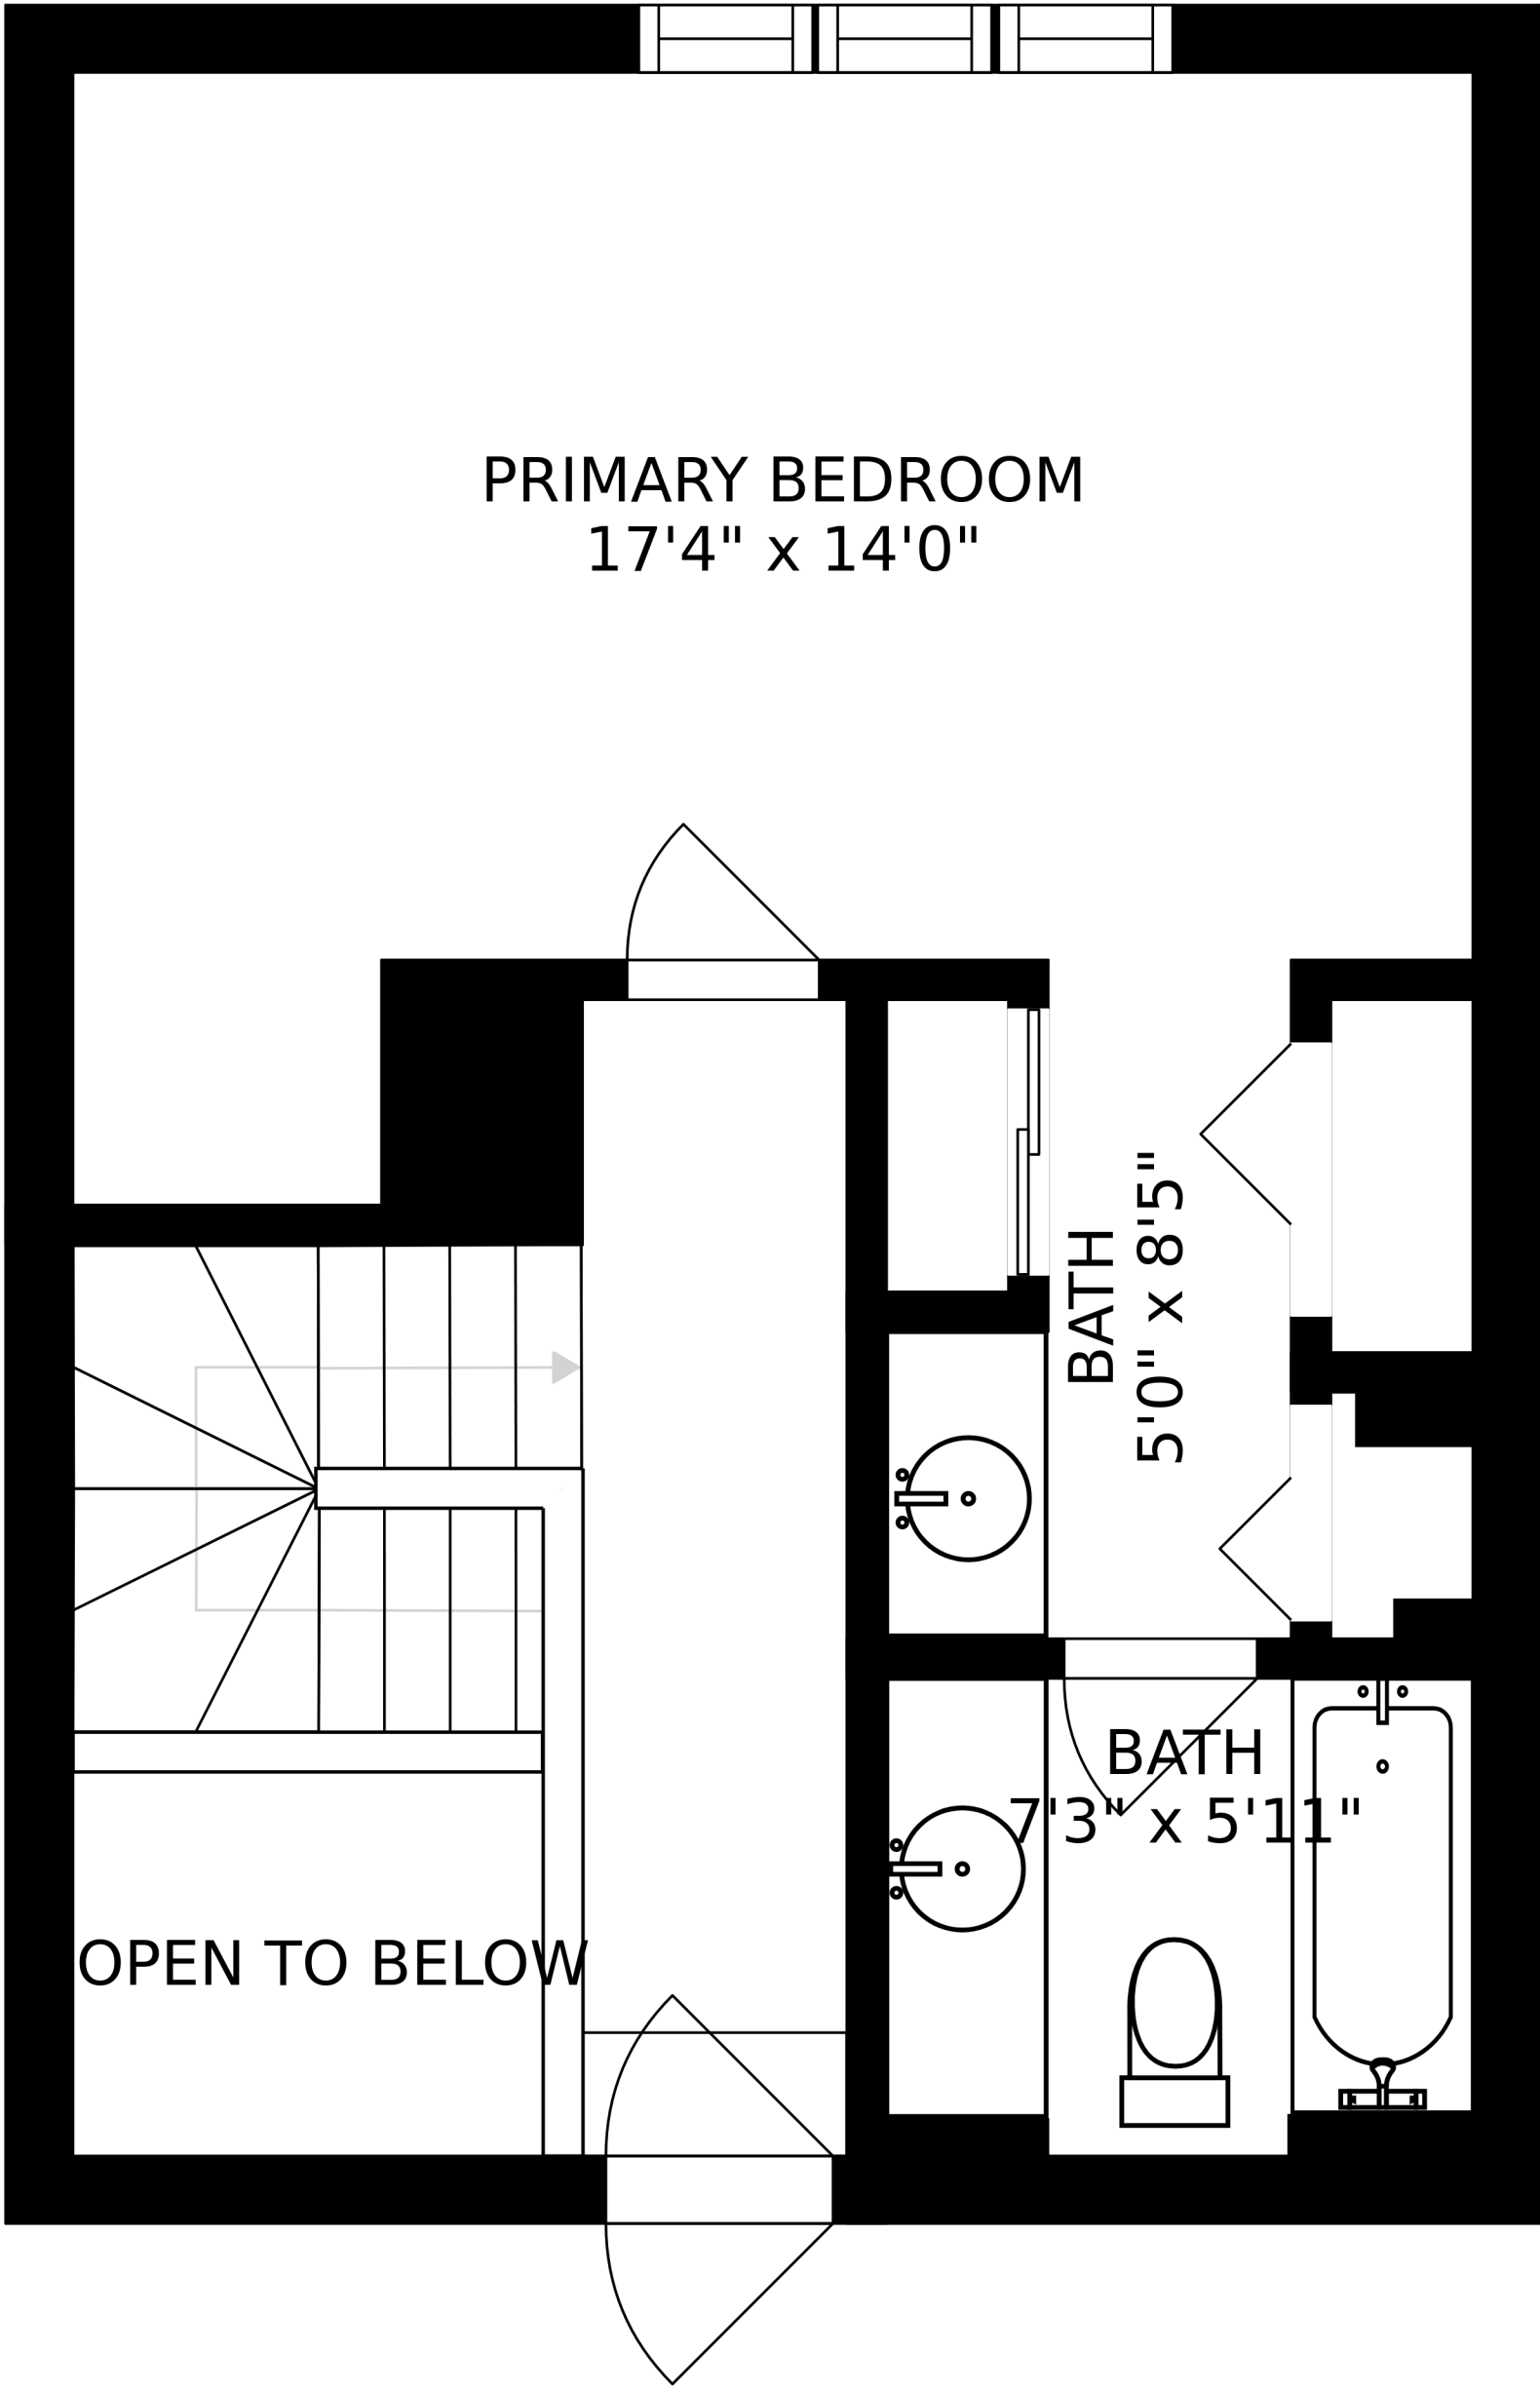 PRIMARY BEDROOM
17'4" x 14'0"
BATH
5'0" x 8'5"
BATH
7'3" x 5'11"
OPEN TO BELOW